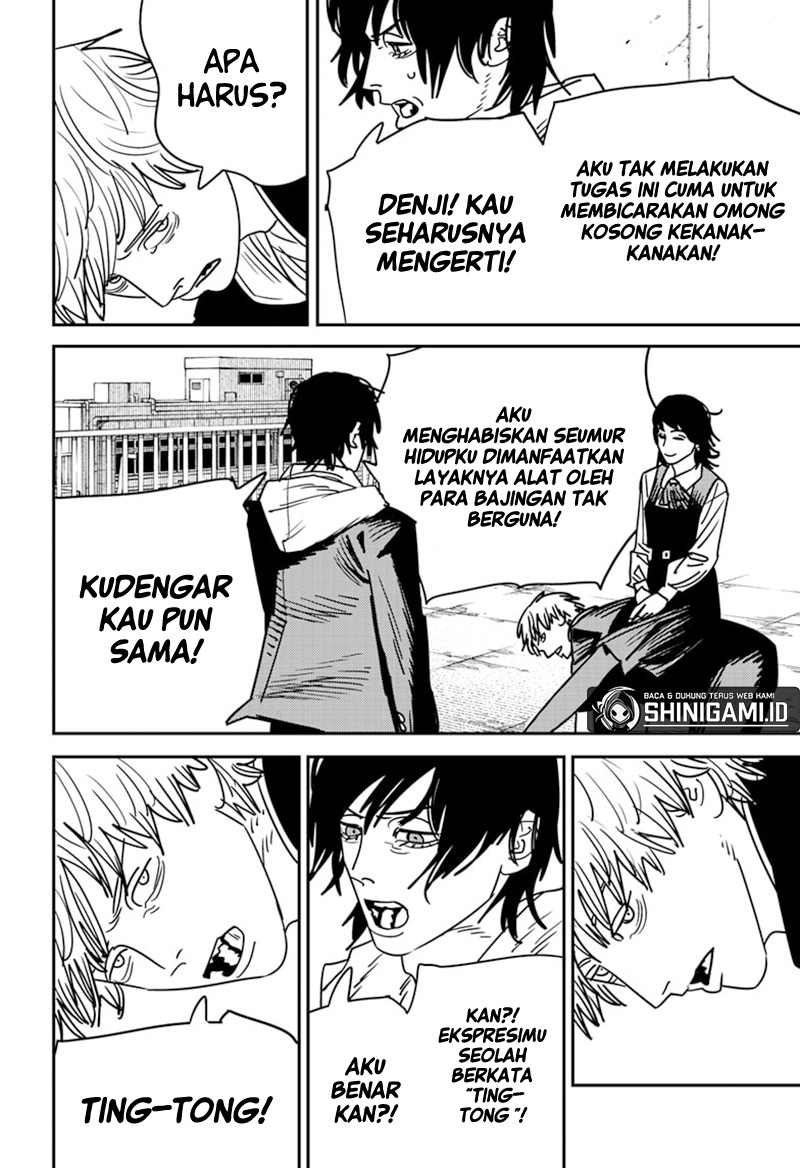 AKU TAK MELAKUKAN
TUGAS INI CUMA UNTUK
MEMBICARAKAN OMONG
KOSONG KEKANAK-
KANAKAN!
DENJI! KAU
SEHARUSNYA
MENGERTI!
APA
HARUS?
AKU
MENGHABISKAN SEUMUR
HIDUPKU DIMANFAATKAN
LAYAKNYA ALAT OLEH
PARA BAJINGAN TAK
BERGUNA!
KUDENGAR
KAU PUN
SAMA!
BACA & DUKUNG TERUS WEB KAMI
SHINIGAMI.ID
KAN?!
EKSPRESIMU
SEOLAH
BERKATA
"TING-
TONG"!
AKU
BENAR
KAN?!
TING-TONG!